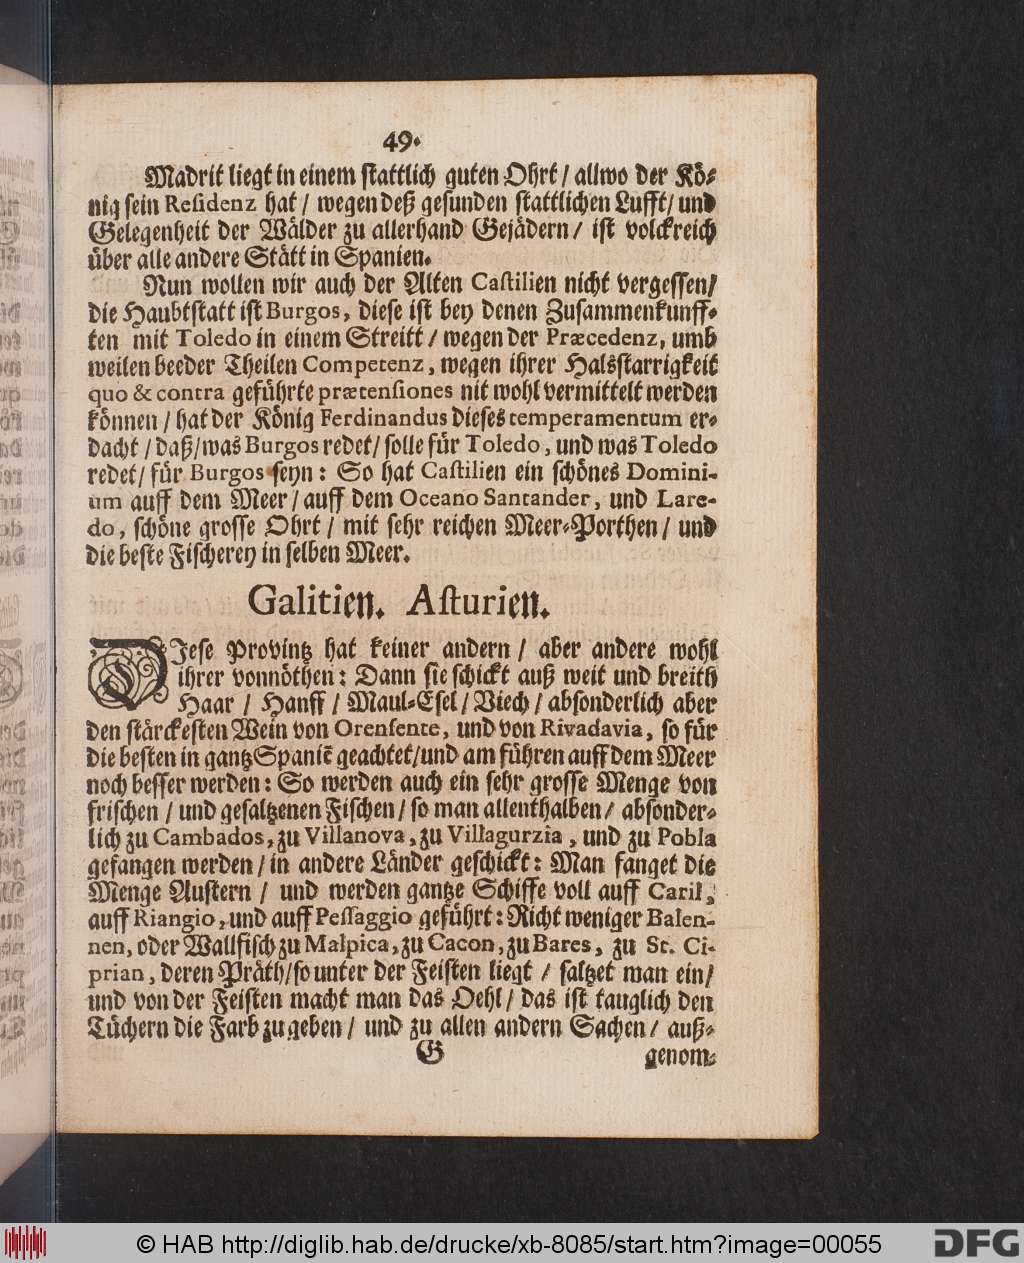 49.
Madrit liegt in einem ſtattlich guten Ohrt / allwo der Kö⸗
nig ſein Reſidenz hat / wegen deß geſunden ſtattlichen Lufft / und
Gelegenheit der Wälder zu allerhand Gejädern / iſt volckreich
über alle andere Stätt in Spanien.
Nun wollen wir auch der Alten Caſtilien nicht vergeſſen /
die Haubtſtatt iſt Burgos, dieſe iſt bey denen Zuſammenkunff⸗
ten mit Toledo in einem Streitt / wegen der Præcedenz, umb
weilen beeder Theilen Competenz, wegen ihrer Halsſtarrigkeit
quo & contra geführte prætenſiones nit wohl vermittelt werden
können / hat der König Ferdinandus dieſes temperamentum er⸗
dacht / daß / was Burgos redet / ſolle für Toledo, und was Toledo
redet / für Burgos ſeyn: So hat Caſtilien ein ſchönes Domini-
um auff dem Meer / auff dem Oceano Santander, und Lare-
do, ſchöne groſſe Ohrt / mit ſehr reichen Meer⸗Porthen / und
die beſte Fiſcherey in ſelben Meer.
Galitien. Aſturien.
DIeſe Provintz hat keiner andern / aber andere wohl
ihrer vonnöthen: Dann ſie ſchickt auß weit und breith
Haar / Hanff / Maul⸗Eſel / Viech / abſonderlich aber
den ſtärckeſten Wein von Orenſente, und von Rivadavia, ſo für
die beſten in gantz Spaniē geachtet / und am führen auff dem Meer
noch beſſer werden: So werden auch ein ſehr groſſe Menge von
friſchen / und geſaltzenen Fiſchen / ſo man allenthalben / abſonder⸗
lich zu Cambados, zu Villanova, zu Villagurzia, und zu Pobla
gefangen werden / in andere Länder geſchickt: Man fanget die
Menge Auſtern / und werden gantze Schiffe voll auff Caril,
auff Riangio, und auff Peſſaggio geführt: Nicht weniger Balen-
nen, oder Wallfiſch zu Malpica, zu Cacon, zu Bares, zu St. Ci-
prian, deren Präth / ſo unter der Feiſten liegt / ſaltzet man ein /
und von der Feiſten macht man das Oehl / das iſt tauglich den
Tüchern die Farb zu geben / und zu allen andern Sachen / auß⸗
G
genom⸗
© HAB http://diglib.hab.de/drucke/xb-8085/start.htm?image=00055
DFG